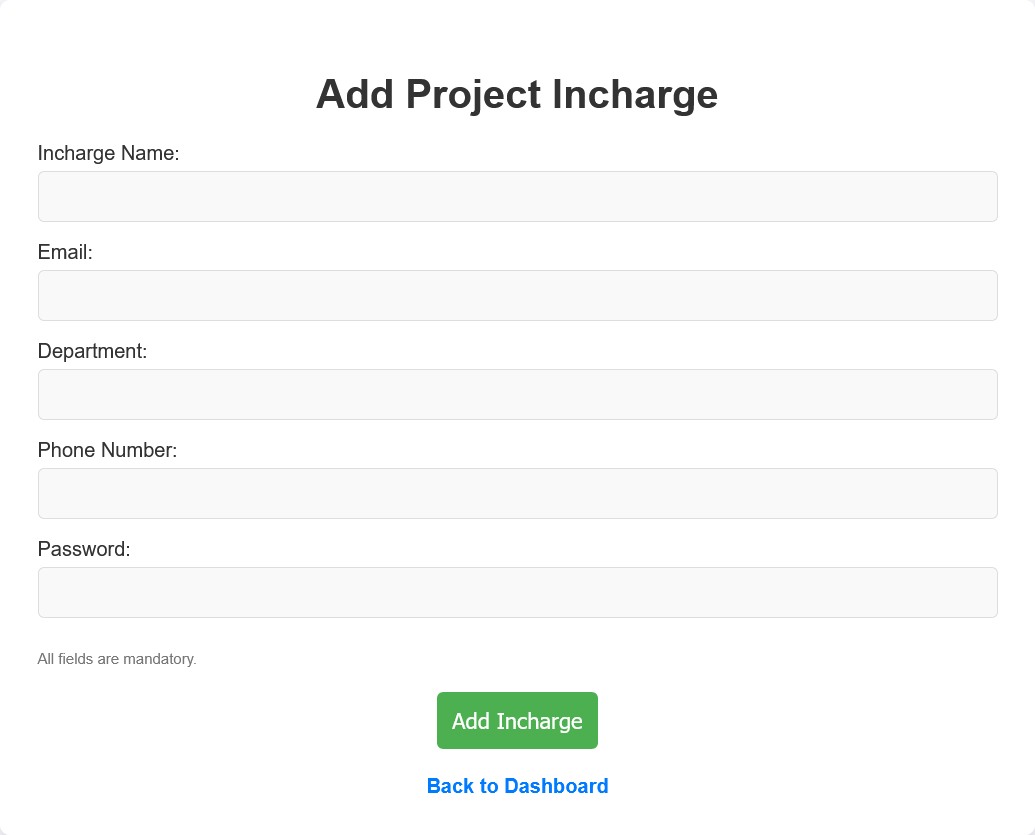 Add Project Incharge
Incharge Name:
Email:
Department:
Phone Number:
Password:
All fields are mandatory.
Add Incharge
Back to Dashboard